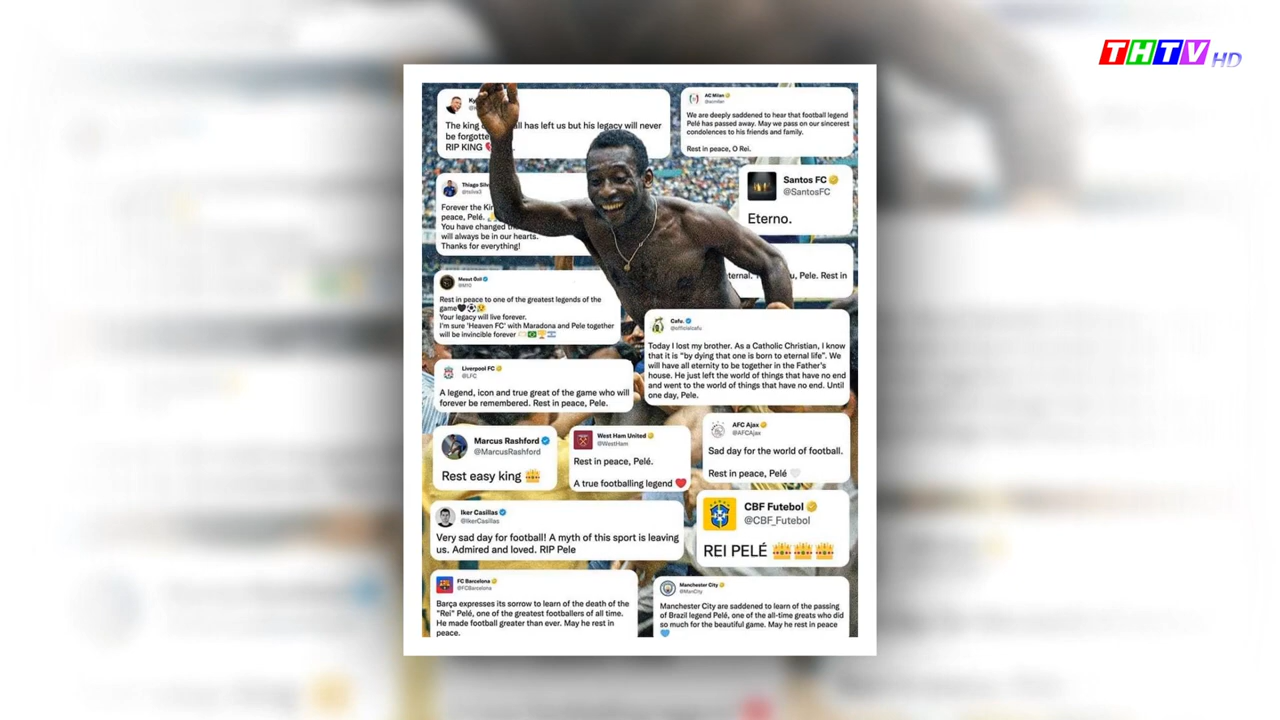 THTV HD
The king
all has left us but his legacy will never
be forgotte
RIP KING
AC Milan
@acmilan
We are deeply saddened to hear that football legend
Pelé has passed away. May we pass on our sincerest
condolences to his friends and family.
Rest in peace, O Rei.
Thiago Silv
@tsilva3
Forever the Kin
peace, Pelé.
You have changed th
will always be in our hearts.
Thanks for everything!
Santos FC
@SantosFC
Eterno.
ternal.
u, Pele. Rest in
Mesut Özil
@M10
Rest in peace to one of the greatest legends of the
game🖤⚽😢
Your legacy will live forever.
I'm sure 'Heaven FC' with Maradona and Pele together
will be invincible forever
Cafu.
@officialcafu
Today I lost my brother. As a Catholic Christian, I know
that it is "by dying that one is born to eternal life". We
will have all eternity to be together in the Father's
house. He just left the world of things that have no end
and went to the world of things that have no end. Until
one day, Pele.
Liverpool FC
@LFC
A legend, icon and true great of the game who will
forever be remembered. Rest in peace, Pele.
Marcus Rashford
@MarcusRashford
Rest easy king 👑
West Ham United
@WestHam
Rest in peace, Pelé.
A true footballing legend ❤️
AFC Ajax
@AFCAjax
Sad day for the world of football.
Rest in peace, Pelé 🤍
Iker Casillas
@IkerCasillas
Very sad day for football! A myth of this sport is leaving
us. Admired and loved. RIP Pele
CBF Futebol
@CBF_Futebol
REI PELÉ 👑👑👑
FC Barcelona
@FCBarcelona
Barça expresses its sorrow to learn of the death of the
"Rei" Pelé, one of the greatest footballers of all time.
He made football greater than ever. May he rest in
peace.
Manchester City
@ManCity
Manchester City are saddened to learn of the passing
of Brazil legend Pelé, one of the all-time greats who did
so much for the beautiful game. May he rest in peace
🩵